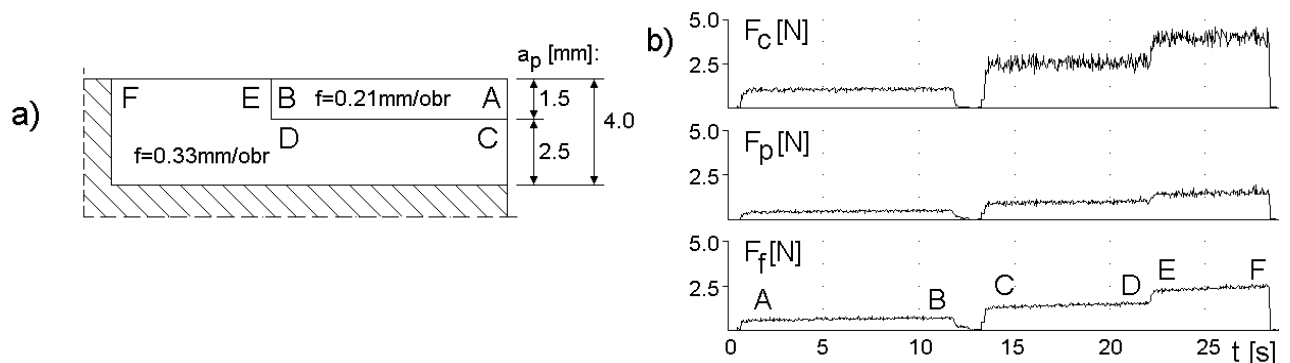 a)
a_p [mm]:
F E B f=0.21mm/obr A
1.5
4.0
D C
f=0.33mm/obr
2.5
b)
5.0 F_c [N]
2.5
5.0 F_p [N]
2.5
5.0 F_f [N]
2.5
A B C D E F
0 5 10 15 20 25 t [s]